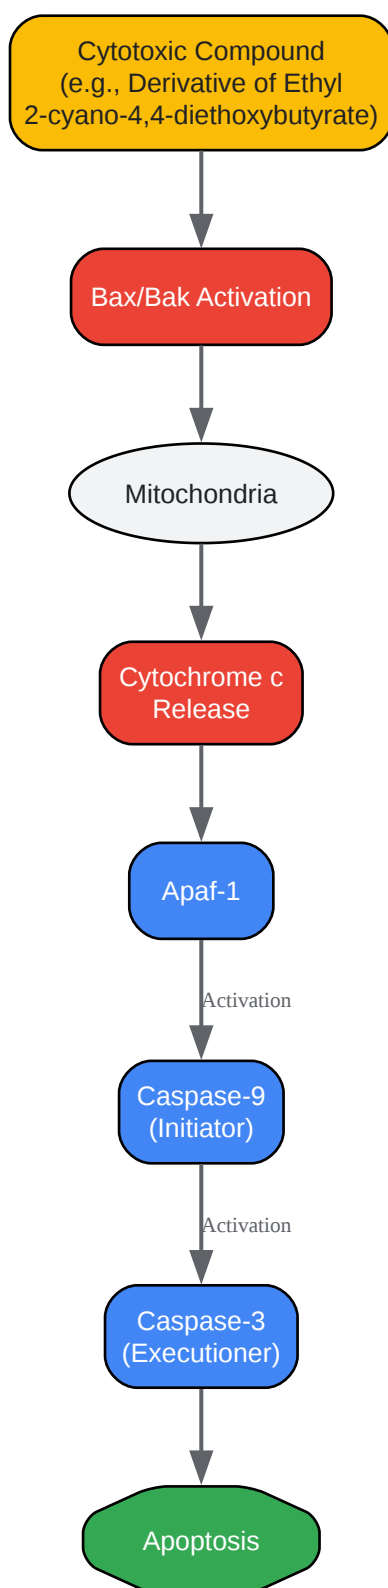 Cytotoxic Compound
(e.g., Derivative of Ethyl
2-cyano-4,4-diethoxybutyrate)
Bax/Bak Activation
Mitochondria
Cytochrome c
Release
Apaf-1
Activation
Caspase-9
(Initiator)
Activation
Caspase-3
(Executioner)
Apoptosis